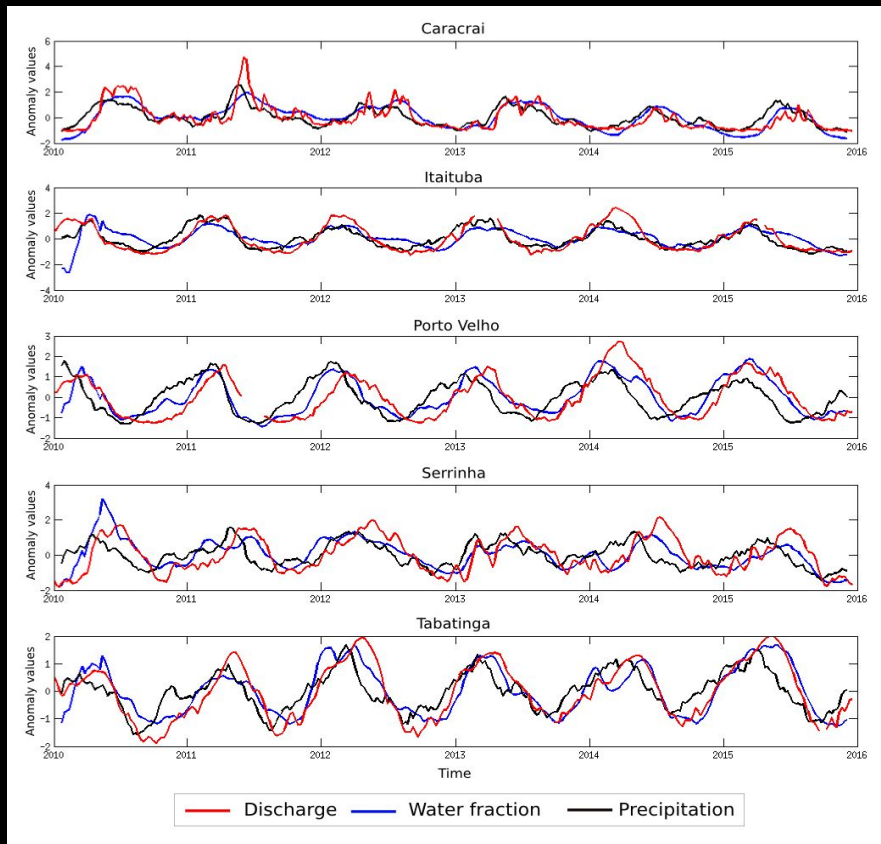 Caracrai
Anomaly values
6
4
2
0
−2
2010 2011 2012 2013 2014 2015 2016
Itaituba
Anomaly values
4
2
0
−2
−4
2010 2011 2012 2013 2014 2015 2016
Porto Velho
Anomaly values
3
2
1
0
−1
−2
2010 2011 2012 2013 2014 2015 2016
Serrinha
Anomaly values
4
2
0
−2
2010 2011 2012 2013 2014 2015 2016
Tabatinga
Anomaly values
2
1
0
−1
−2
2010 2011 2012 2013 2014 2015 2016
Time
Discharge Water fraction Precipitation